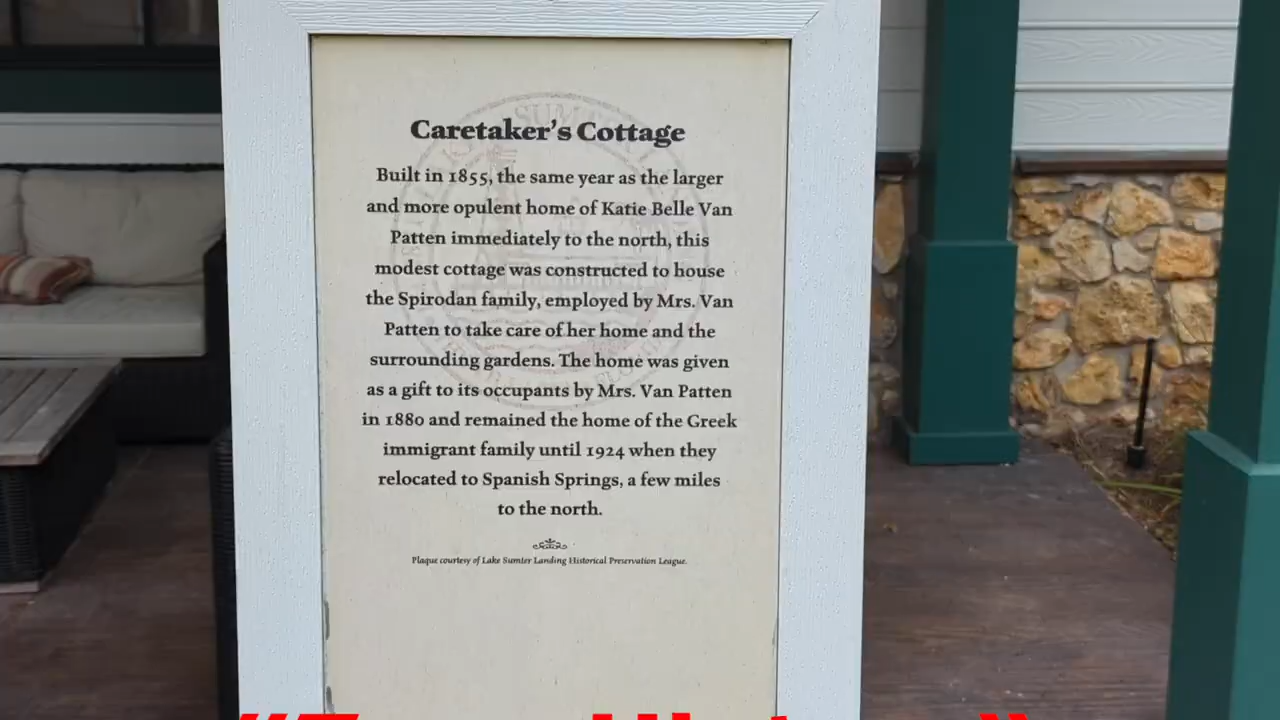 Caretaker's Cottage
Built in 1855, the same year as the larger
and more opulent home of Katie Belle Van
Patten immediately to the north, this
modest cottage was constructed to house
the Spirodan family, employed by Mrs. Van
Patten to take care of her home and the
surrounding gardens. The home was given
as a gift to its occupants by Mrs. Van Patten
in 1880 and remained the home of the Greek
immigrant family until 1924 when they
relocated to Spanish Springs, a few miles
to the north.
Plaque courtesy of Lake Sumter Landing Historical Preservation League.